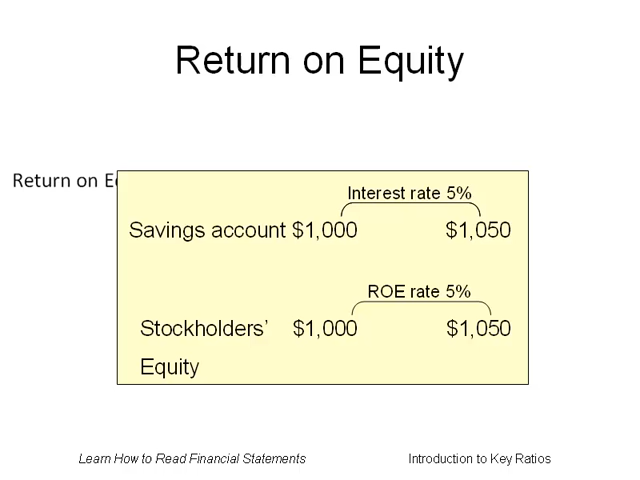 Return on Equity
Return on
Interest rate 5%
Savings account $1,000 $1,050
ROE rate 5%
Stockholders’ $1,000 $1,050
Equity
Learn How to Read Financial Statements Introduction to Key Ratios